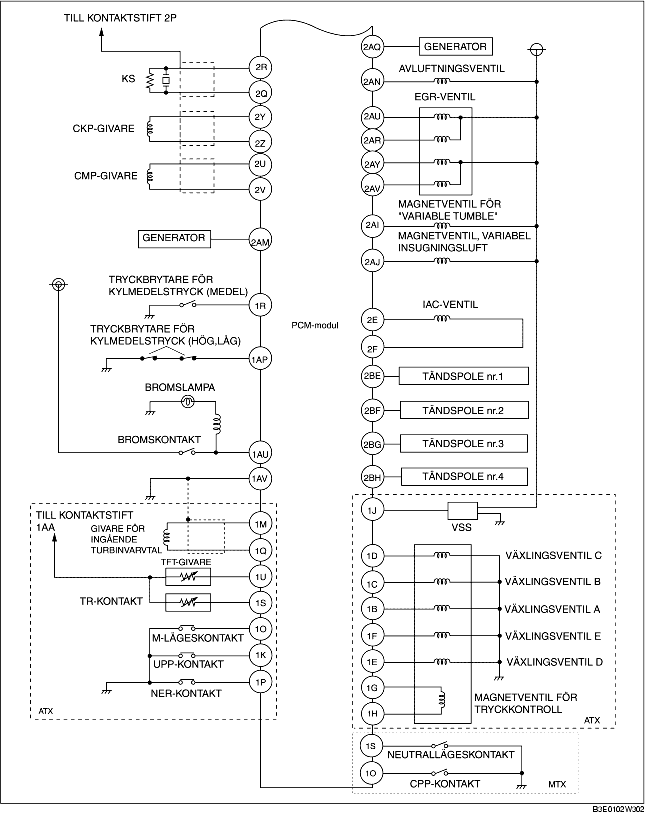 TILL KONTAKTSTIFT 2P
KS
2R
2Q
CKP-GIVARE
2Y
2Z
CMP-GIVARE
2U
2V
GENERATOR
2AM
TRYCKBRYTARE FÖR
KYLMEDELSTRYCK (MEDEL)
1R
TRYCKBRYTARE FÖR
KYLMEDELSTRYCK (HÖG,LÅG)
1AP
BROMSLAMPA
BROMSKONTAKT
1AU
1AV
TILL KONTAKTSTIFT
1AA
GIVARE FÖR
INGÅENDE
TURBINVARVTAL
1M
1Q
TFT-GIVARE
1U
TR-KONTAKT
1S
M-LÄGESKONTAKT
1O
UPP-KONTAKT
1K
NER-KONTAKT
1P
ATX
PCM-modul
2AQ
GENERATOR
AVLUFTNINGSVENTIL
2AN
EGR-VENTIL
2AU
2AR
2AY
2AV
MAGNETVENTIL FÖR
"VARIABLE TUMBLE"
2AI
MAGNETVENTIL, VARIABEL
INSUGNINGSLUFT
2AJ
IAC-VENTIL
2E
2F
2BE
TÄNDSPOLE nr.1
2BF
TÄNDSPOLE nr.2
2BG
TÄNDSPOLE nr.3
2BH
TÄNDSPOLE nr.4
1J
VSS
1D
VÄXLINGSVENTIL C
1C
VÄXLINGSVENTIL B
1B
VÄXLINGSVENTIL A
1F
VÄXLINGSVENTIL E
1E
VÄXLINGSVENTIL D
1G
MAGNETVENTIL FÖR
TRYCKKONTROLL
1H
ATX
1S
NEUTRALLÄGESKONTAKT
1O
CPP-KONTAKT
MTX
B3E0102W302